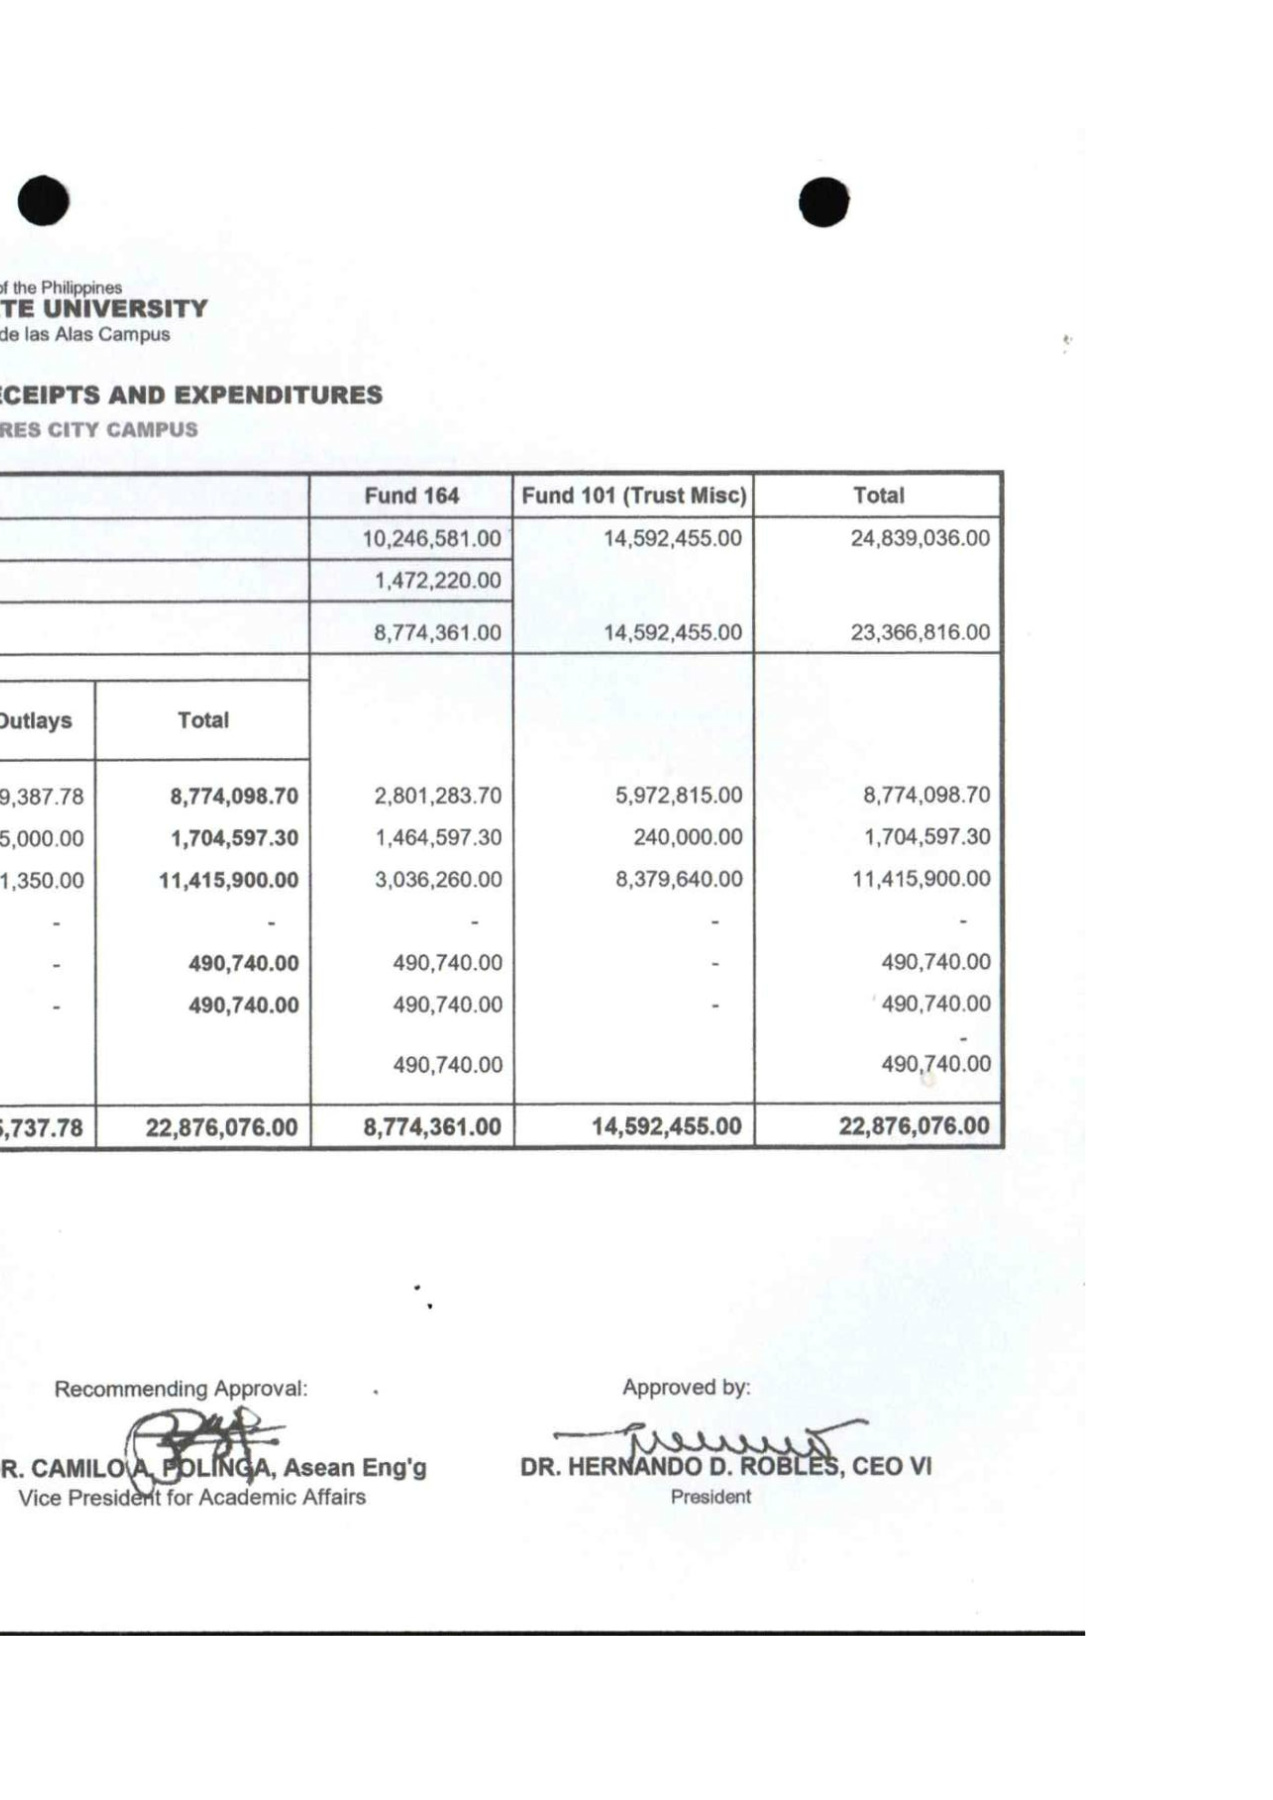 of the Philippines
TE UNIVERSITY
de las Alas Campus
ECEIPTS AND EXPENDITURES
RES CITY CAMPUS
Fund 164 Fund 101 (Trust Misc) Total
10,246,581.00 14,592,455.00 24,839,036.00
1,472,220.00
8,774,361.00 14,592,455.00 23,366,816.00
Outlays Total
9,387.78 8,774,098.70 2,801,283.70 5,972,815.00 8,774,098.70
5,000.00 1,704,597.30 1,464,597.30 240,000.00 1,704,597.30
1,350.00 11,415,900.00 3,036,260.00 8,379,640.00 11,415,900.00
- - - - -
- 490,740.00 490,740.00 - 490,740.00
- 490,740.00 490,740.00 - 490,740.00
-
490,740.00 490,740.00
,737.78 22,876,076.00 8,774,361.00 14,592,455.00 22,876,076.00
Recommending Approval: Approved by:
R. CAMILO A. POLINGA, Asean Eng'g DR. HERNANDO D. ROBLES, CEO VI
Vice President for Academic Affairs President